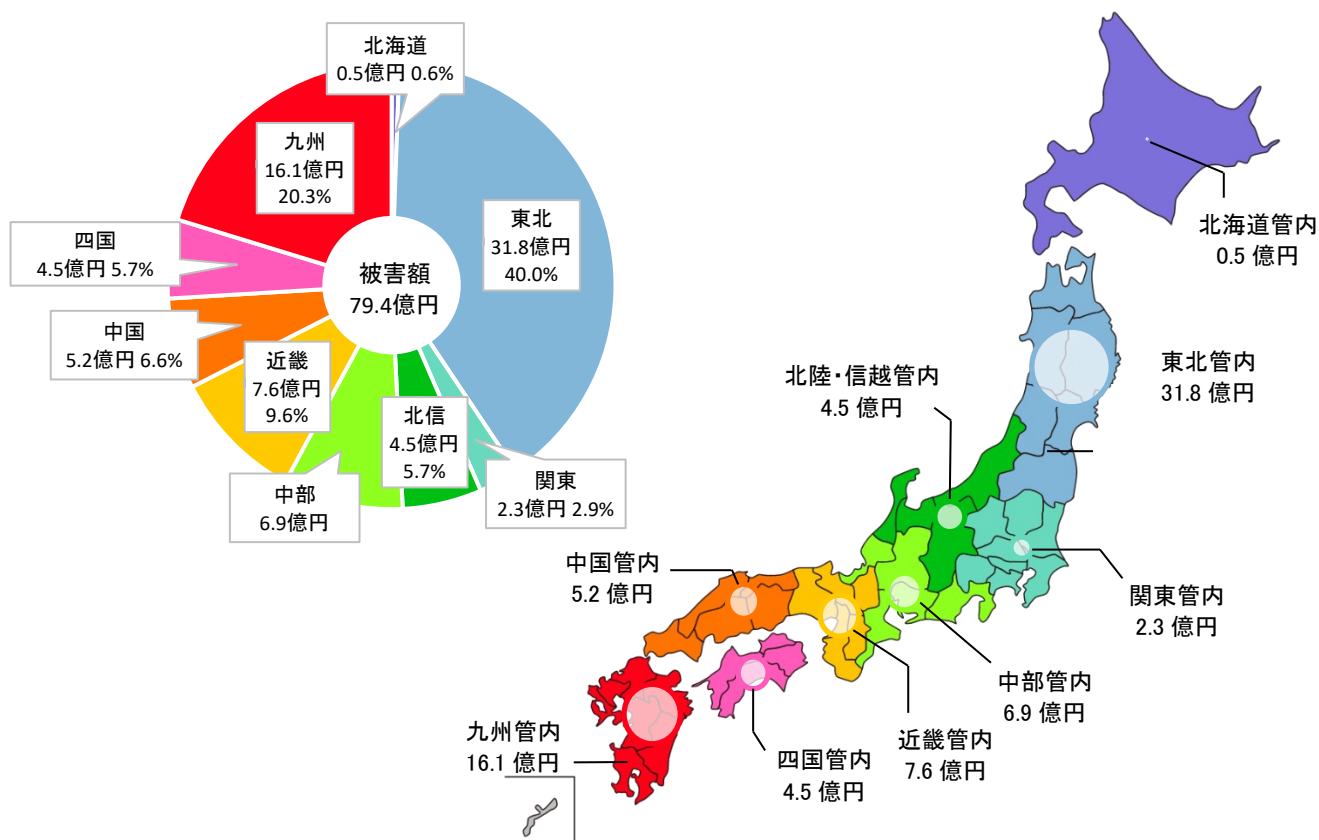 北海道
0.5億円 0.6%
九州
16.1億円
20.3%
東北
31.8億円
40.0%
四国
4.5億円 5.7%
被害額
79.4億円
中国
5.2億円 6.6%
近畿
7.6億円
9.6%
北信
4.5億円
5.7%
中部
6.9億円
関東
2.3億円 2.9%
北海道管内
0.5 億円
東北管内
31.8 億円
北陸・信越管内
4.5 億円
中国管内
5.2 億円
関東管内
2.3 億円
中部管内
6.9 億円
九州管内
16.1 億円
四国管内
4.5 億円
近畿管内
7.6 億円